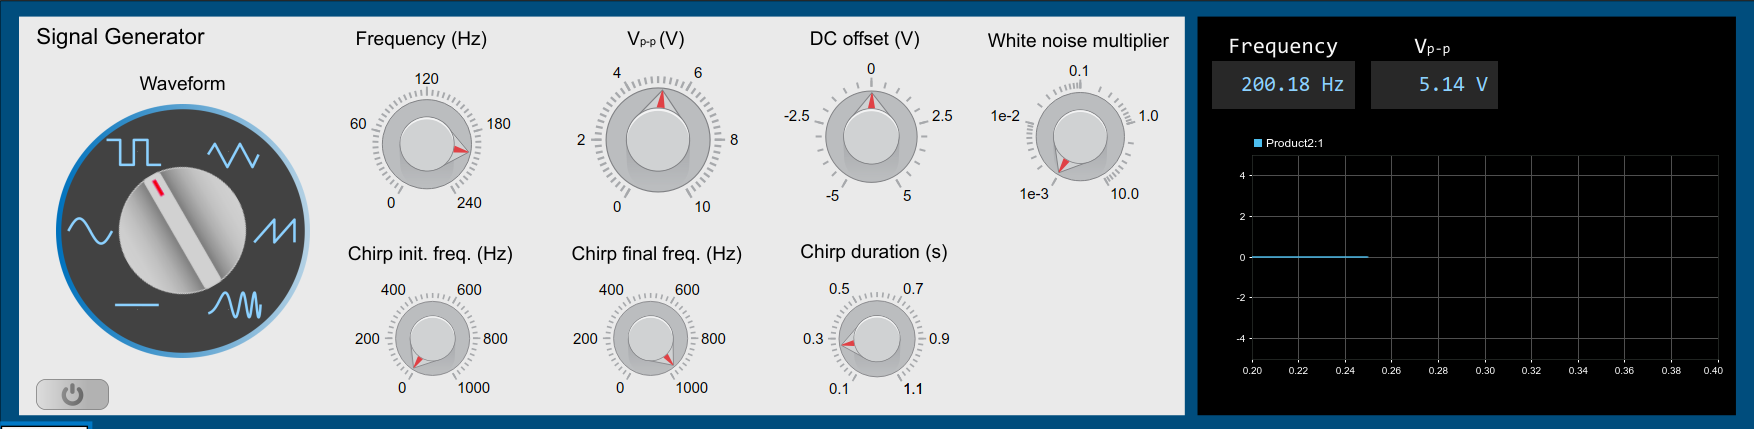 Signal Generator
Waveform
Frequency (Hz)
120
60
180
0
240
Vp-p (V)
4
6
2
8
0
10
DC offset (V)
0
-2.5
2.5
-5
5
White noise multiplier
0.1
1e-2
1.0
1e-3
10.0
Chirp init. freq. (Hz)
400
600
200
800
0
1000
Chirp final freq. (Hz)
400
600
200
800
0
1000
Chirp duration (s)
0.5
0.7
0.3
0.9
0.1
1.1
Frequency
Vp-p
200.18 Hz
5.14 V
Product2:1
4
2
0
-2
-4
0.20 0.22 0.24 0.26 0.28 0.30 0.32 0.34 0.36 0.38 0.40